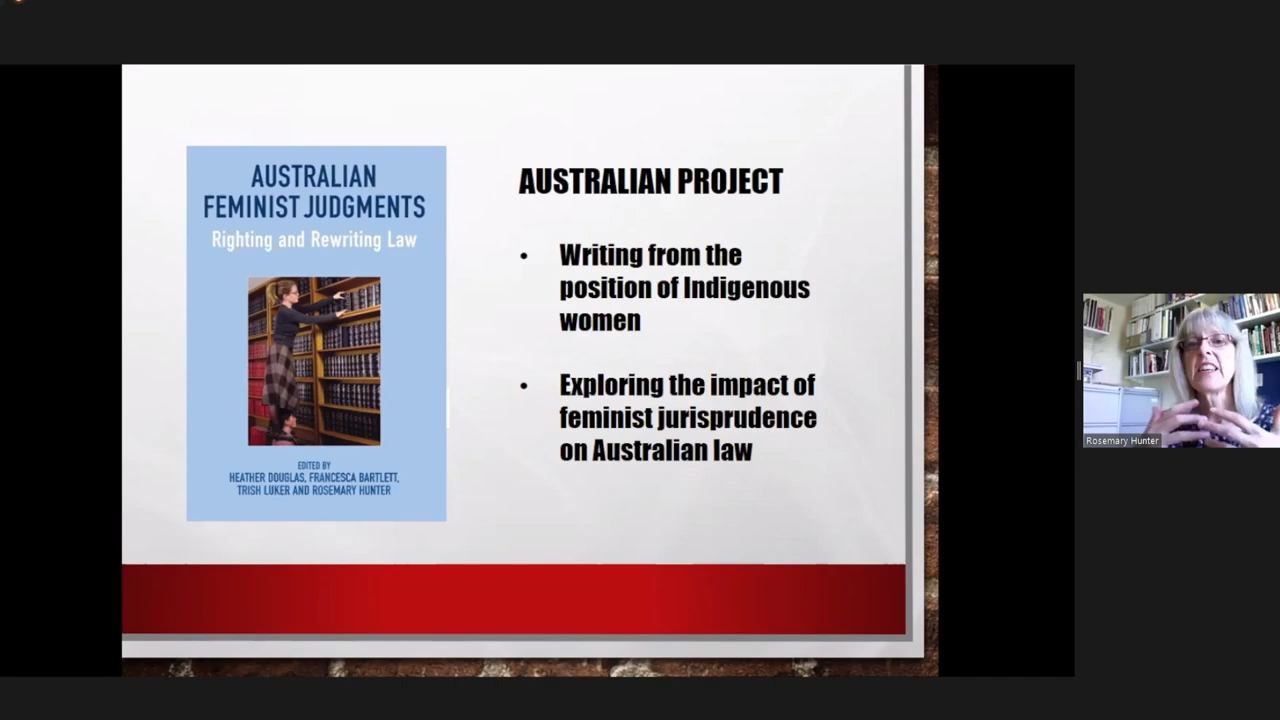 AUSTRALIAN
FEMINIST JUDGMENTS
Righting and Rewriting Law
EDITED BY
HEATHER DOUGLAS, FRANCESCA BARTLETT,
TRISH LUKER AND ROSEMARY HUNTER
AUSTRALIAN PROJECT
• Writing from the
position of Indigenous
women
• Exploring the impact of
feminist jurisprudence
on Australian law
Rosemary Hunter